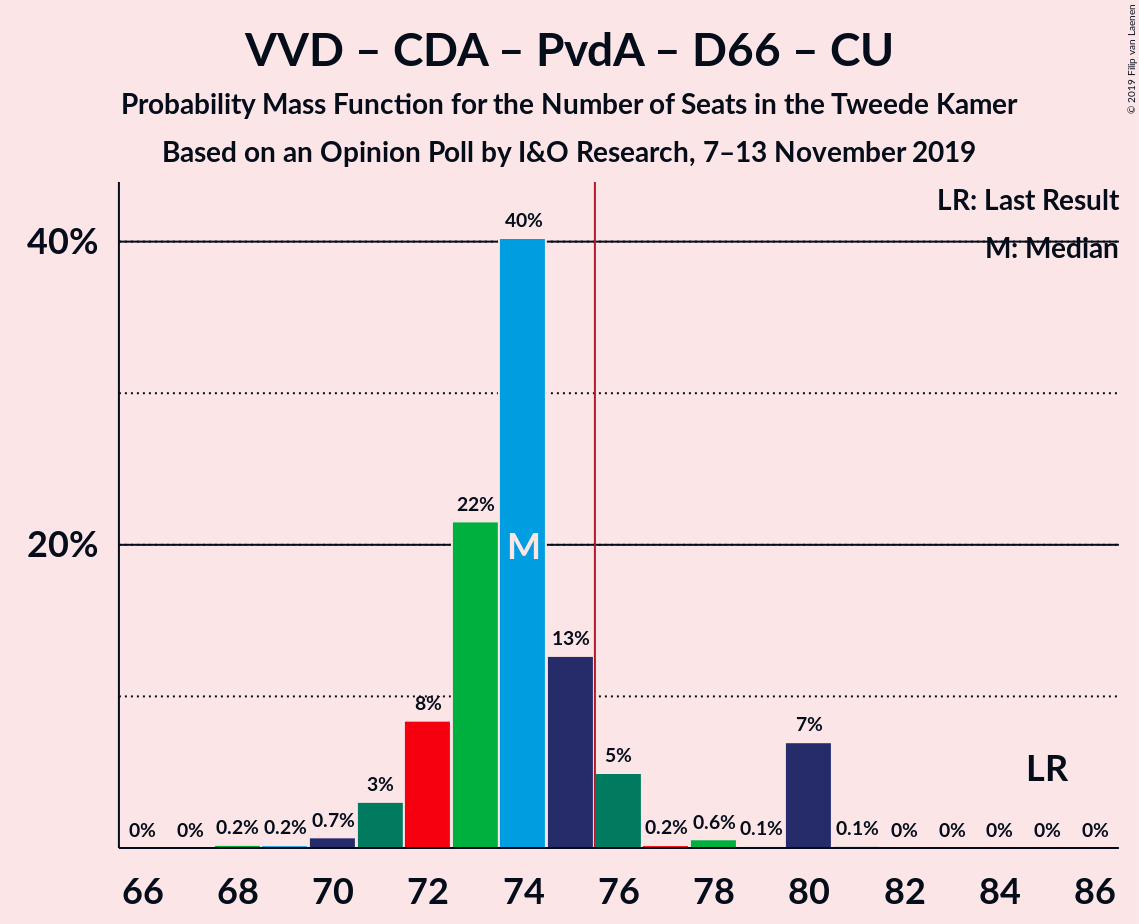 VVD – CDA – PvdA – D66 – CU
Probability Mass Function for the Number of Seats in the Tweede Kamer
Based on an Opinion Poll by I&O Research, 7–13 November 2019
© 2019 Filip van Laenen
LR: Last Result
M: Median
40%
20%
0% 0% 0.2% 0.2% 0.7% 3% 8% 22% 40% 13% 5% 0.2% 0.6% 0.1% 7% 0.1% 0% 0% 0% 0% 0%
M
LR
66 68 70 72 74 76 78 80 82 84 86